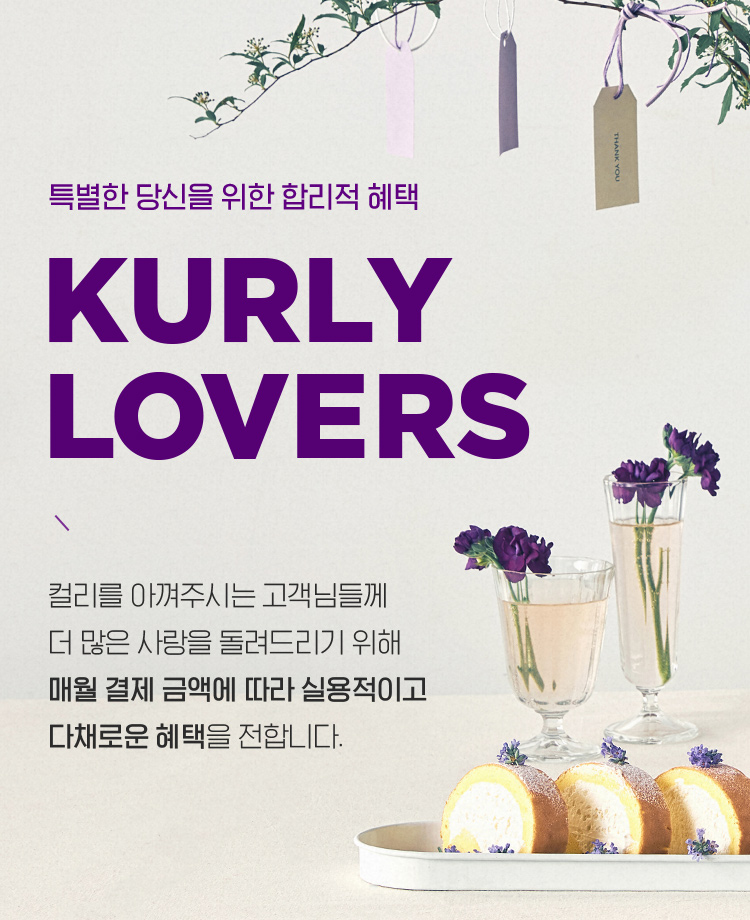 THANK YOU
특별한 당신을 위한 합리적 혜택
KURLY
LOVERS
컬리를 아껴주시는 고객님들께
더 많은 사랑을 돌려드리기 위해
매월 결제 금액에 따라 실용적이고
다채로운 혜택을 전합니다.